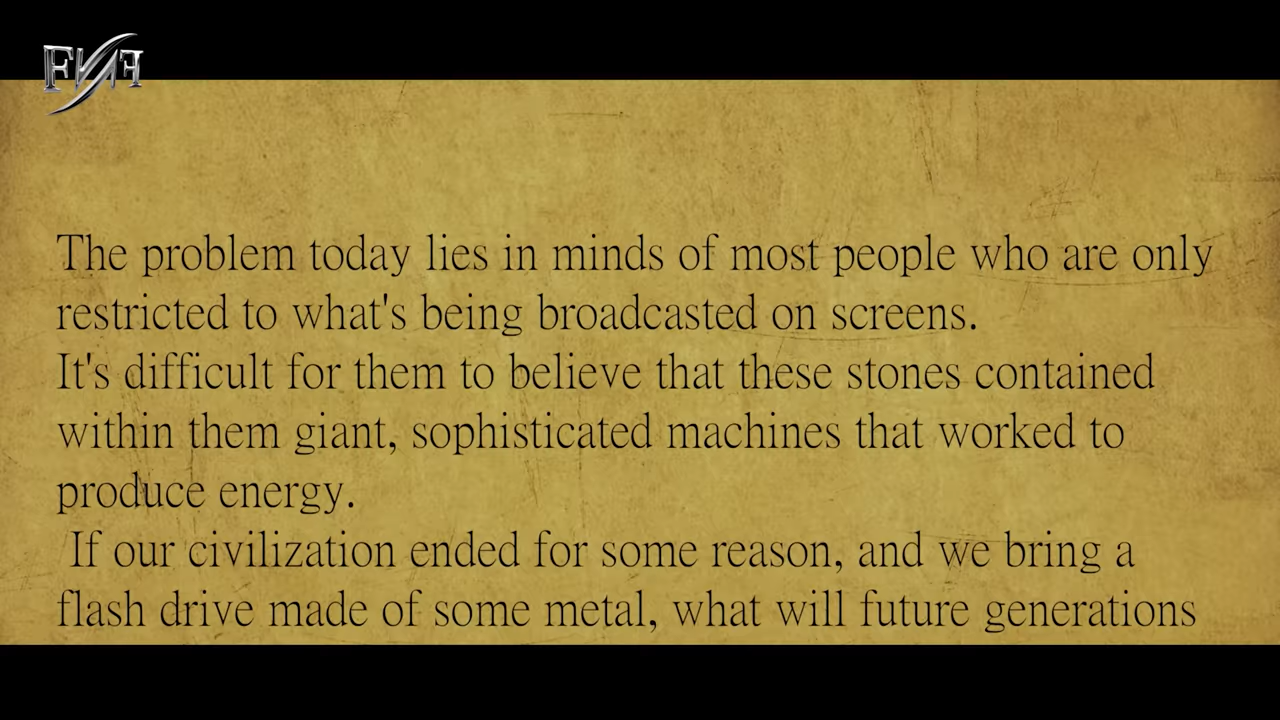 FNF
The problem today lies in minds of most people who are only
restricted to what's being broadcasted on screens.
It's difficult for them to believe that these stones contained
within them giant, sophisticated machines that worked to
produce energy.
If our civilization ended for some reason, and we bring a
flash drive made of some metal, what will future generations